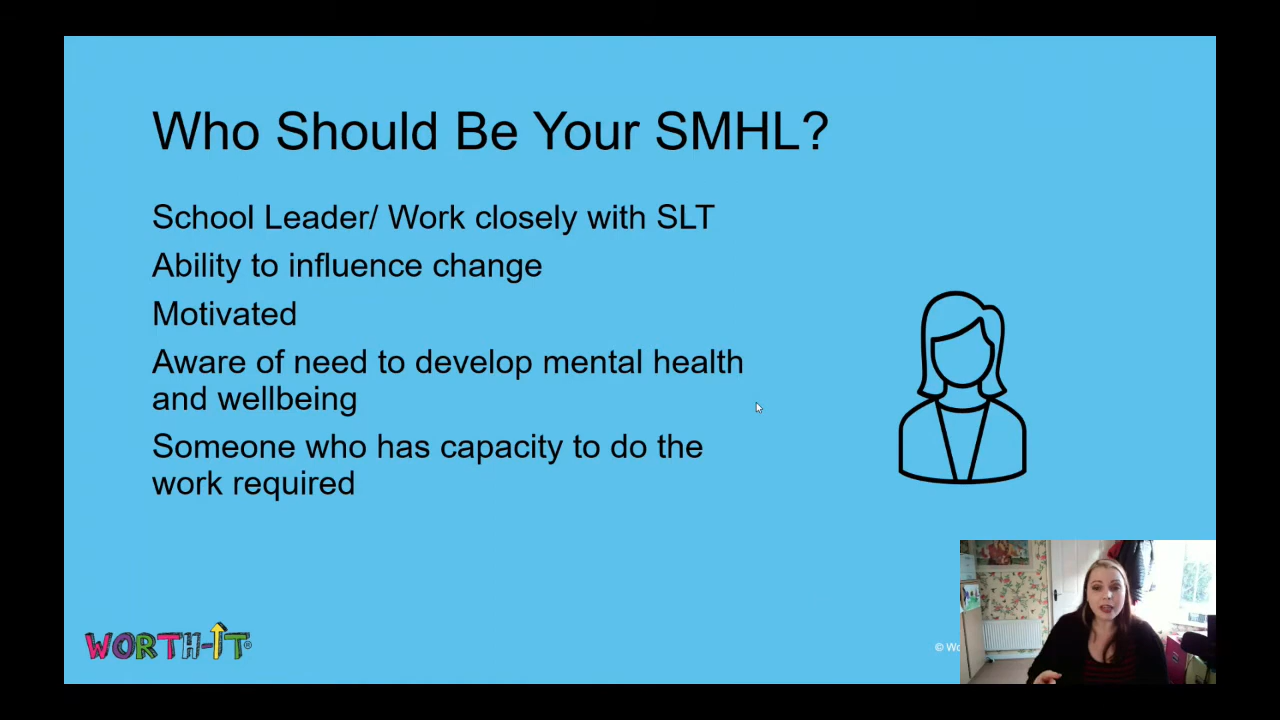 Who Should Be Your SMHL?
School Leader/ Work closely with SLT
Ability to influence change
Motivated
Aware of need to develop mental health
and wellbeing
Someone who has capacity to do the
work required
WORTH-IT®
©